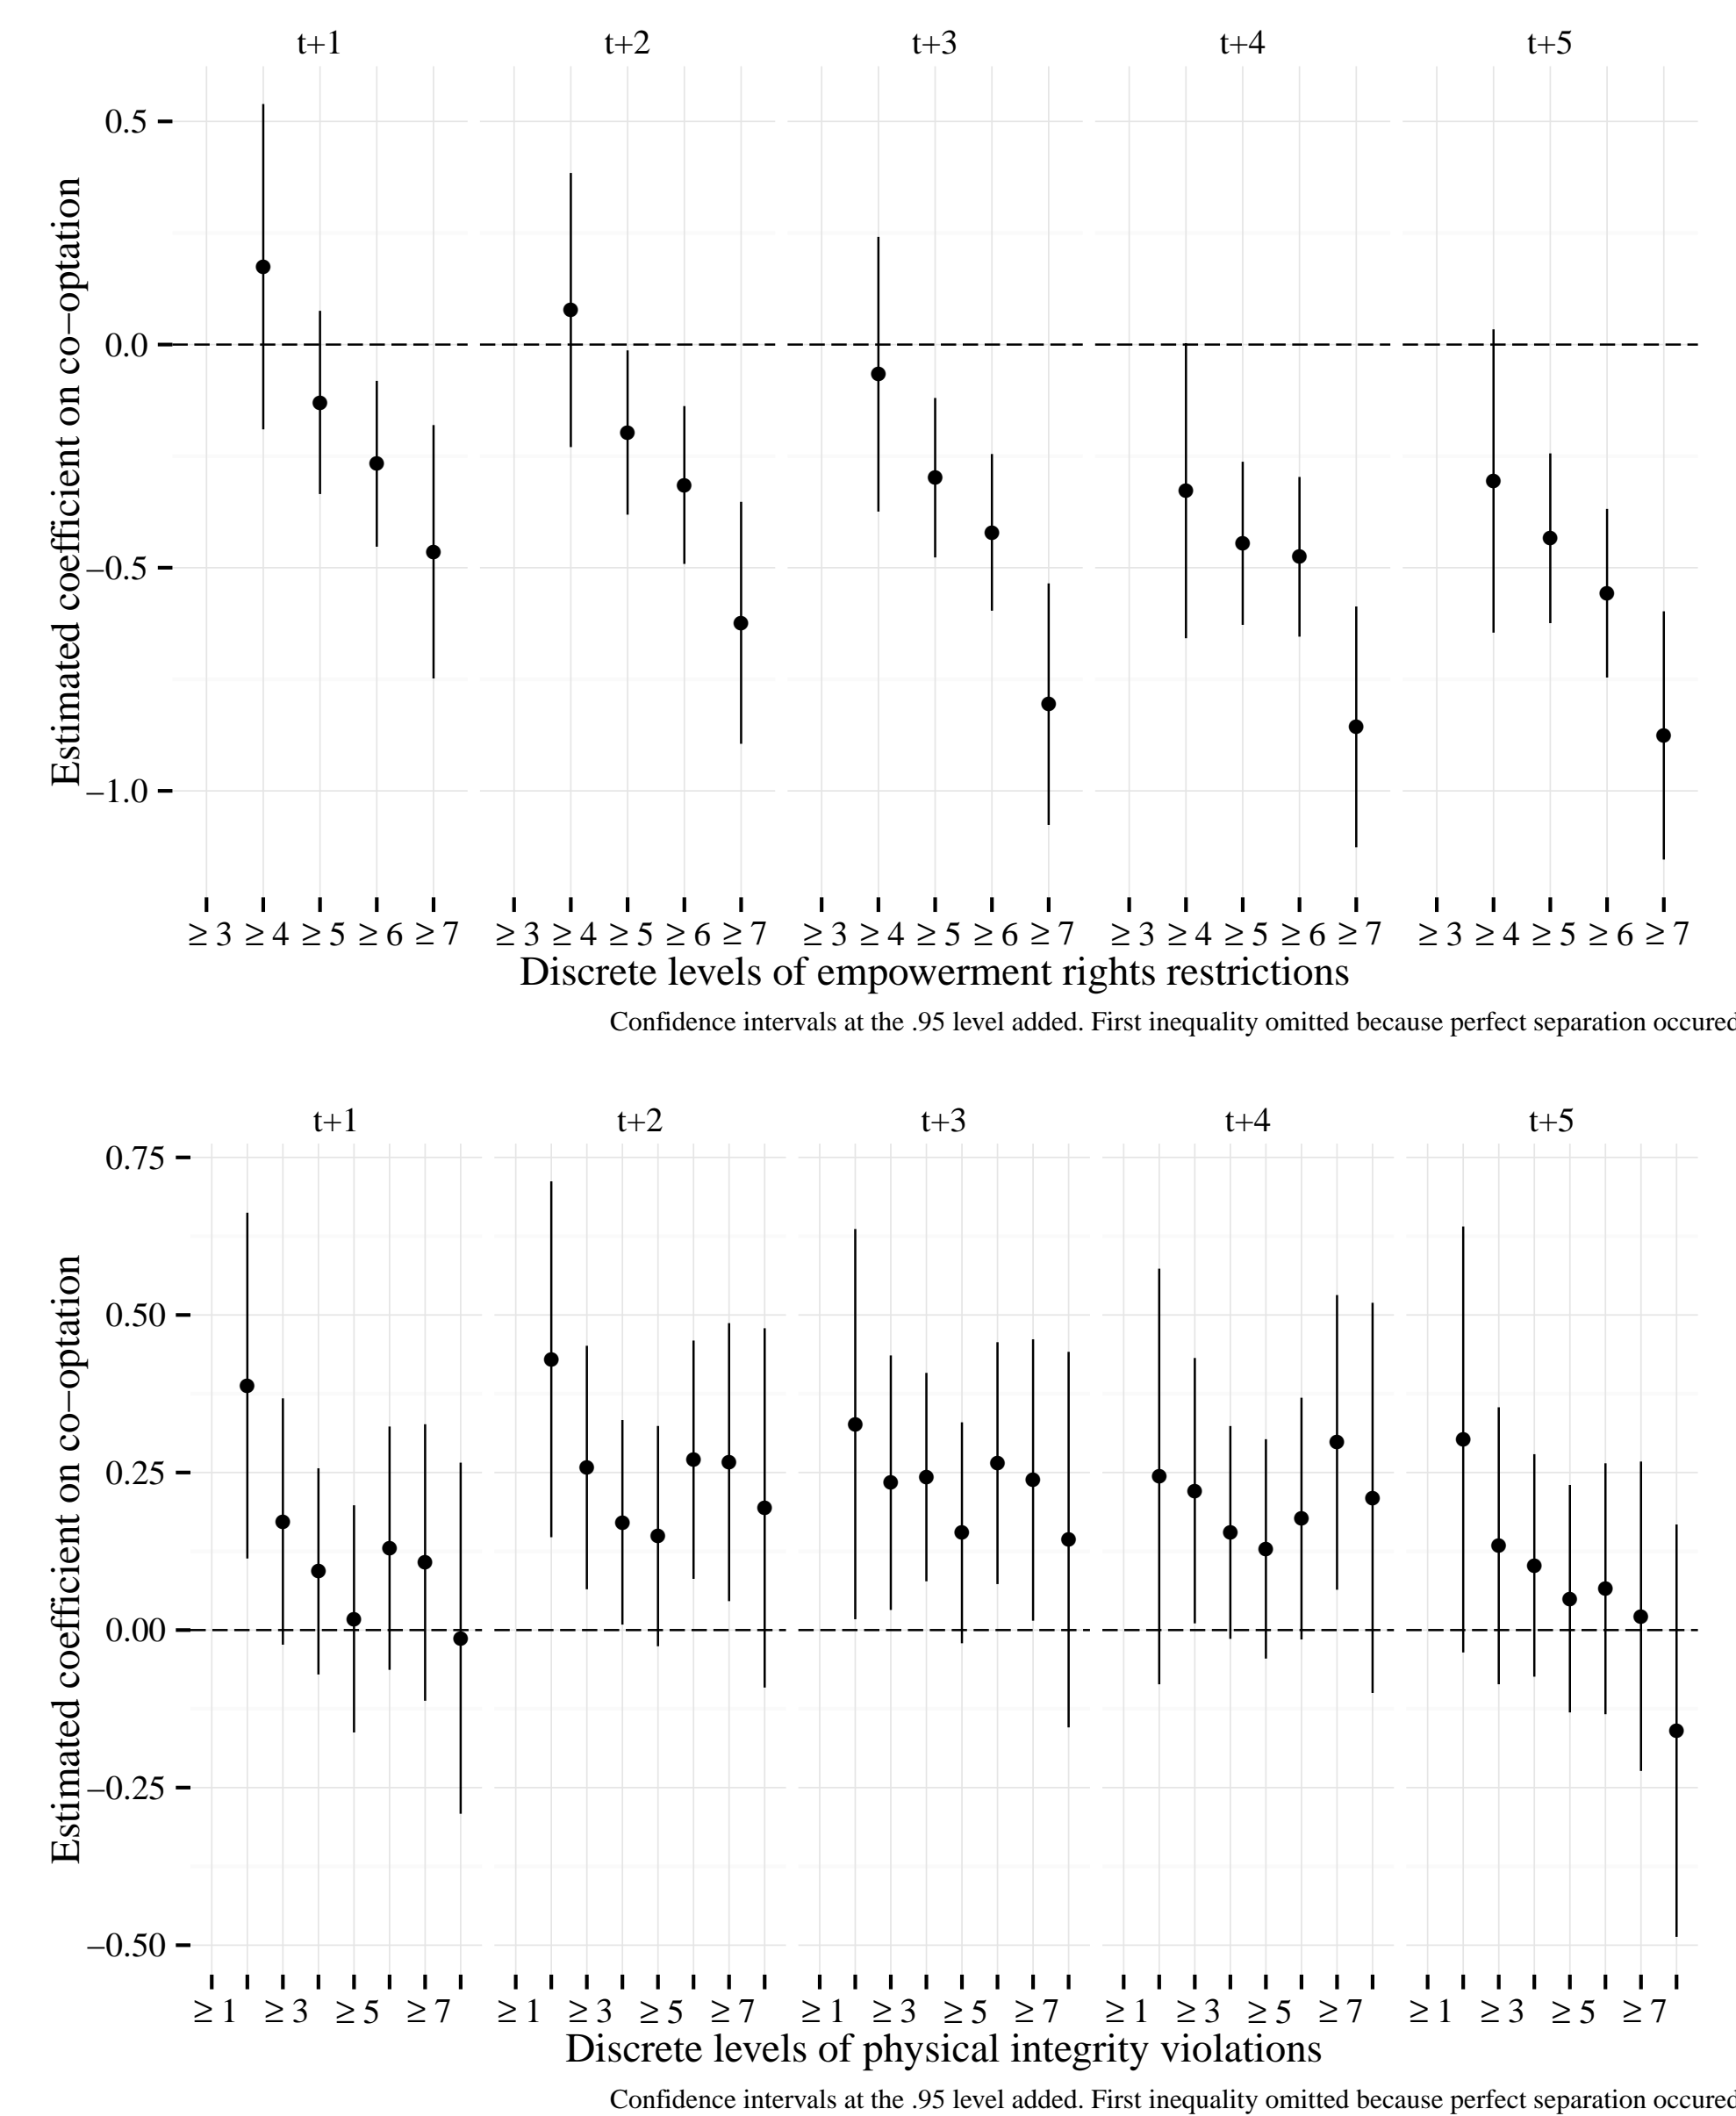 t+1 t+2 t+3 t+4 t+5
0.5
0.0
−0.5
−1.0
Estimated coefficient on co−optation
≥ 3 ≥ 4 ≥ 5 ≥ 6 ≥ 7 ≥ 3 ≥ 4 ≥ 5 ≥ 6 ≥ 7 ≥ 3 ≥ 4 ≥ 5 ≥ 6 ≥ 7 ≥ 3 ≥ 4 ≥ 5 ≥ 6 ≥ 7 ≥ 3 ≥ 4 ≥ 5 ≥ 6 ≥ 7
Discrete levels of empowerment rights restrictions
Confidence intervals at the .95 level added. First inequality omitted because perfect separation occured
t+1 t+2 t+3 t+4 t+5
0.75
0.50
0.25
0.00
−0.25
−0.50
Estimated coefficient on co−optation
≥ 1 ≥ 3 ≥ 5 ≥ 7 ≥ 1 ≥ 3 ≥ 5 ≥ 7 ≥ 1 ≥ 3 ≥ 5 ≥ 7 ≥ 1 ≥ 3 ≥ 5 ≥ 7 ≥ 1 ≥ 3 ≥ 5 ≥ 7
Discrete levels of physical integrity violations
Confidence intervals at the .95 level added. First inequality omitted because perfect separation occured